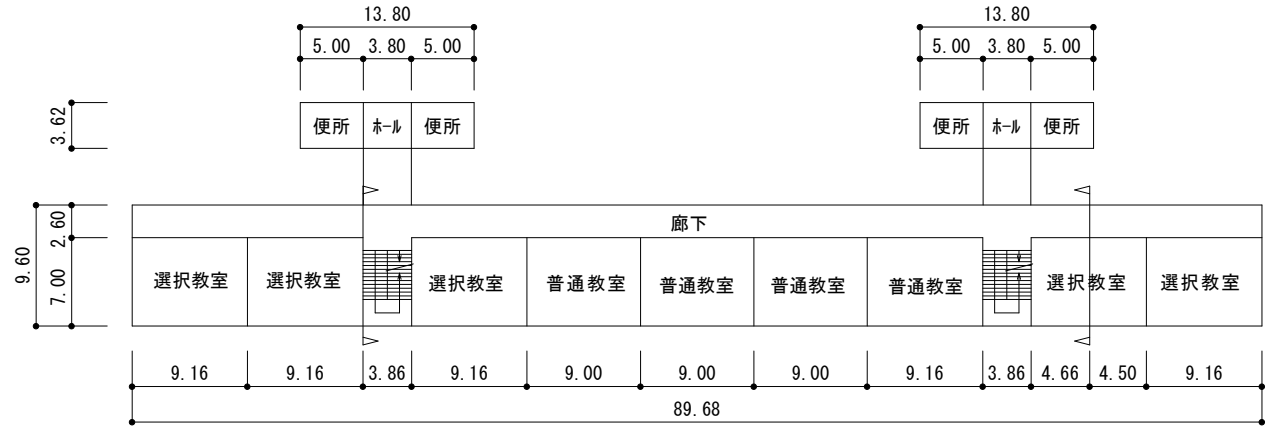 13.80 13.80
5.00 3.80 5.00 5.00 3.80 5.00
3.62
便所 ホール 便所 便所 ホール 便所
廊下
9.60
2.60
7.00
選択教室 選択教室 選択教室 普通教室 普通教室 普通教室 普通教室 選択教室 選択教室
9.16 9.16 3.86 9.16 9.00 9.00 9.00 9.16 3.86 4.66 4.50 9.16
89.68